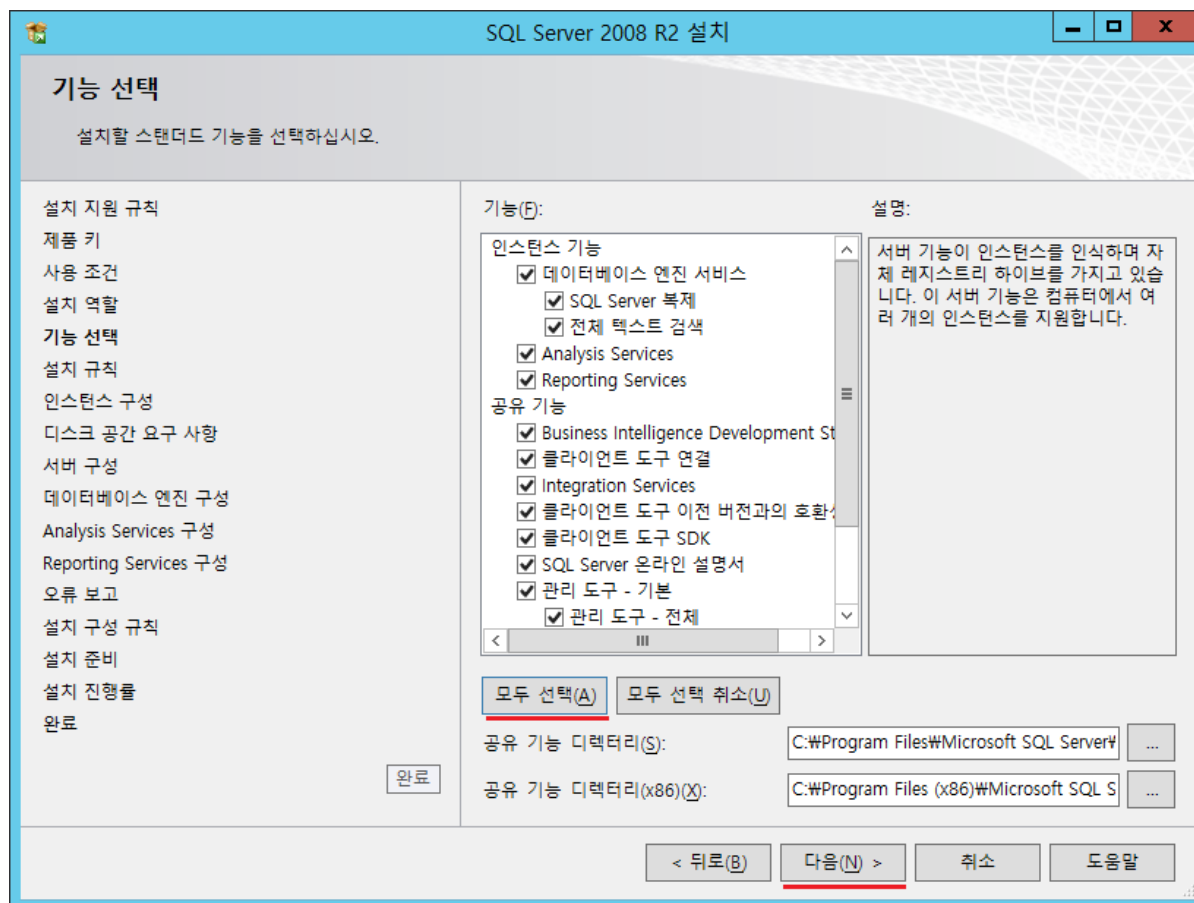 SQL Server 2008 R2 설치
기능 선택
설치할 스탠더드 기능을 선택하십시오.
설치 지원 규칙
제품 키
사용 조건
설치 역할
기능 선택
설치 규칙
인스턴스 구성
디스크 공간 요구 사항
서버 구성
데이터베이스 엔진 구성
Analysis Services 구성
Reporting Services 구성
오류 보고
설치 구성 규칙
설치 준비
설치 진행률
완료
완료
기능(F):
인스턴스 기능
데이터베이스 엔진 서비스
SQL Server 복제
전체 텍스트 검색
Analysis Services
Reporting Services
공유 기능
Business Intelligence Development St
클라이언트 도구 연결
Integration Services
클라이언트 도구 이전 버전과의 호환성
클라이언트 도구 SDK
SQL Server 온라인 설명서
관리 도구 - 기본
관리 도구 - 전체
설명:
서버 기능이 인스턴스를 인식하며 자
체 레지스트리 하이브를 가지고 있습
니다. 이 서버 기능은 컴퓨터에서 여
러 개의 인스턴스를 지원합니다.
모두 선택(A) 모두 선택 취소(U)
공유 기능 디렉터리(S): C:₩Program Files₩Microsoft SQL Server₩ ...
공유 기능 디렉터리(x86)(X): C:₩Program Files (x86)₩Microsoft SQL S ...
< 뒤로(B) 다음(N) > 취소 도움말